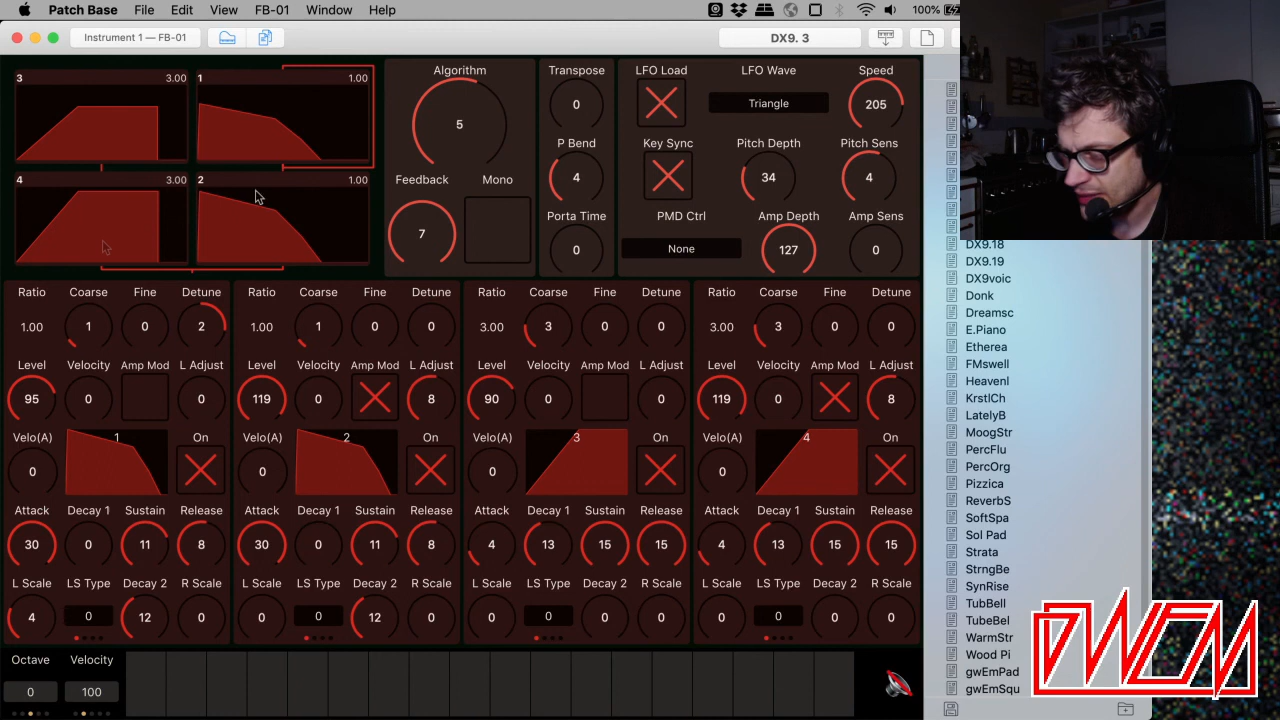 Patch Base File Edit View FB-01 Window Help 100%
Instrument 1 — FB-01 DX9. 3
3 3.00 1 1.00
4 3.00 2 1.00
Algorithm
5
Feedback Mono
7
Transpose
0
P Bend
4
Porta Time
0
LFO Load LFO Wave Speed
Triangle 205
Key Sync Pitch Depth Pitch Sens
34 4
PMD Ctrl Amp Depth Amp Sens
None 127 0
Ratio Coarse Fine Detune Ratio Coarse Fine Detune Ratio Coarse Fine Detune Ratio Coarse Fine Detune
1.00 1 0 2 1.00 1 0 0 3.00 3 0 0 3.00 3 0 0
Level Velocity Amp Mod L Adjust Level Velocity Amp Mod L Adjust Level Velocity Amp Mod L Adjust Level Velocity Amp Mod L Adjust
95 0 0 119 0 8 90 0 0 119 0 8
Velo(A) 1 On Velo(A) 2 On Velo(A) 3 On Velo(A) 4 On
0 0 0 0
Attack Decay 1 Sustain Release Attack Decay 1 Sustain Release Attack Decay 1 Sustain Release Attack Decay 1 Sustain Release
30 0 11 8 30 0 11 8 4 13 15 15 4 13 15 15
L Scale LS Type Decay 2 R Scale L Scale LS Type Decay 2 R Scale L Scale LS Type Decay 2 R Scale L Scale LS Type Decay 2 R Scale
4 0 12 0 0 0 12 0 0 0 0 0 0 0 0 0
Octave Velocity
0 100
DX9.18
DX9.19
DX9voic
Donk
Dreamsc
E.Piano
Etherea
FMswell
Heavenl
KrstlCh
LatelyB
MoogStr
PercFlu
PercOrg
Pizzica
ReverbS
SoftSpa
Sol Pad
Strata
StrngBe
SynRise
TubBell
TubeBel
WarmStr
Wood Pi
gwEmPad
gwEmSqu